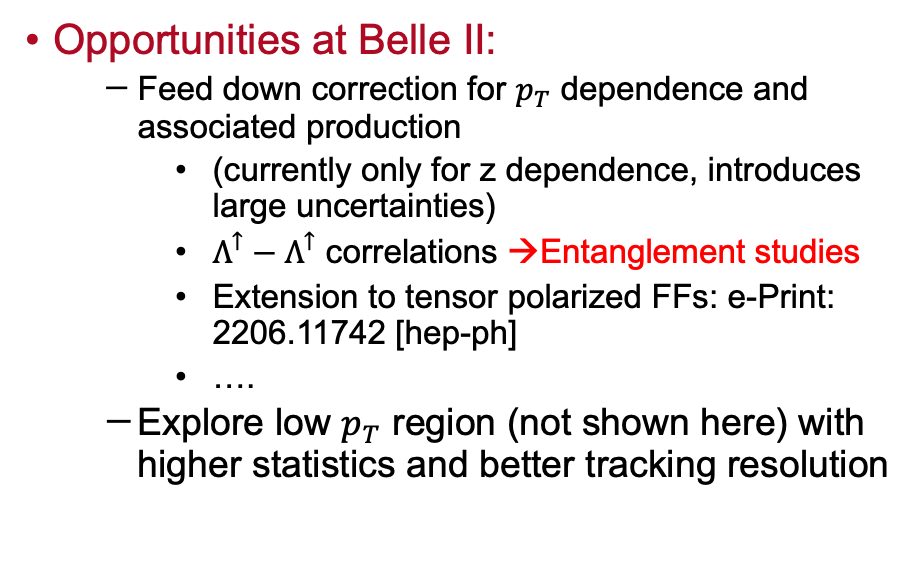 • Opportunities at Belle II:
– Feed down correction for p_T dependence and
associated production
• (currently only for z dependence, introduces
large uncertainties)
• Λ↑ – Λ↑ correlations →Entanglement studies
• Extension to tensor polarized FFs: e-Print:
2206.11742 [hep-ph]
• ....
– Explore low p_T region (not shown here) with
higher statistics and better tracking resolution